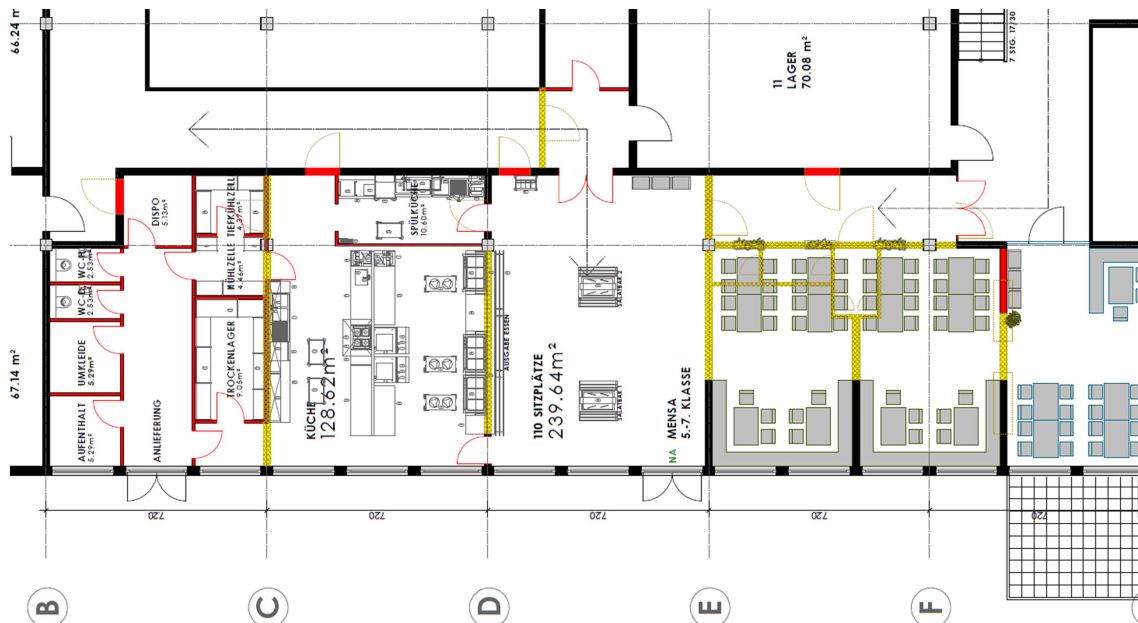 66.24 m²
11
LAGER
70.08 m²
7 STG. 17/30
DISPO
5.13m²
TIEFKÜHLZELLE
4.37m²
SPÜLKÜCHE
10.60m²
WC-H
2.53m²
WC-D
2.53m²
KÜHLZELLE
4.46m²
67.14 m²
UMKLEIDE
5.29m²
TROCKENLAGER
9.05m²
AUFENTHALT
5.29m²
ANLIEFERUNG
KÜCHE
128.62m²
AUSGABE ESSEN
110 SITZPLÄTZE
239.64m²
SALATBAR 2
SALATBAR 1
MENSA
5.-7. KLASSE
NA
720
720
720
720
720
B
C
D
E
F